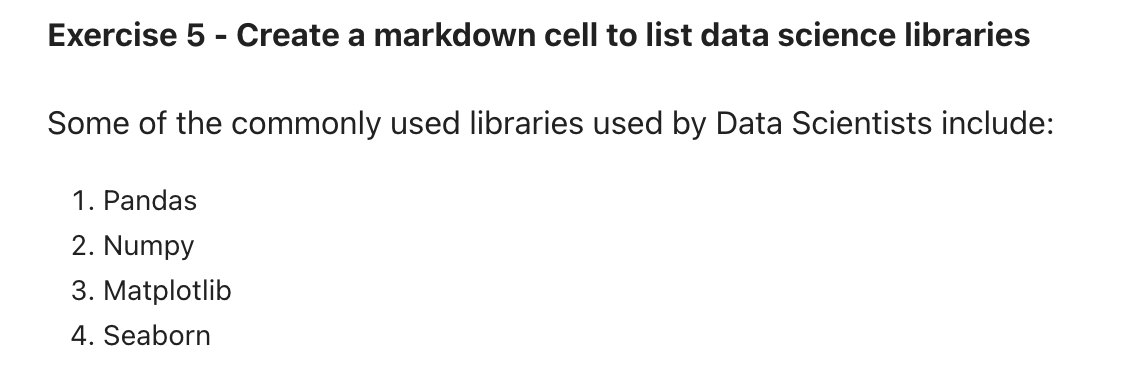 Exercise 5 - Create a markdown cell to list data science libraries
Some of the commonly used libraries used by Data Scientists include:
1. Pandas
2. Numpy
3. Matplotlib
4. Seaborn